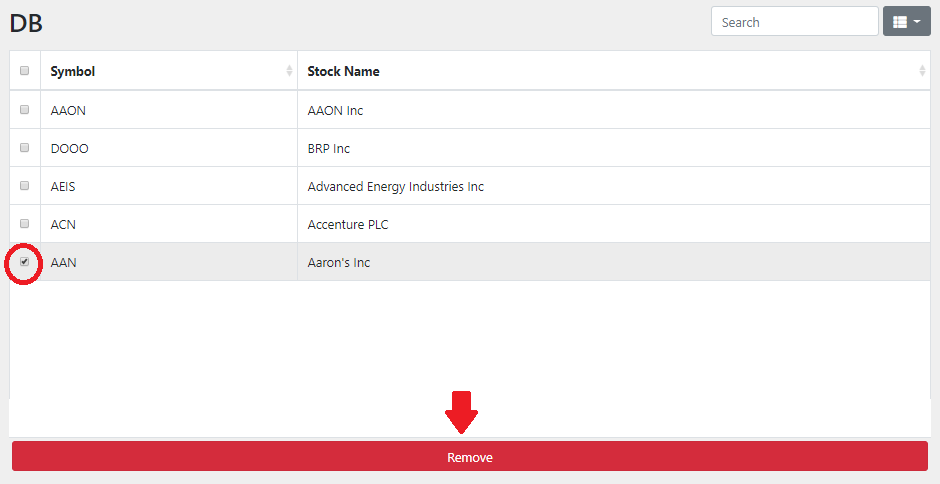 DB
Search
Symbol Stock Name
AAON AAON Inc
DOOO BRP Inc
AEIS Advanced Energy Industries Inc
ACN Accenture PLC
AAN Aaron's Inc
Remove